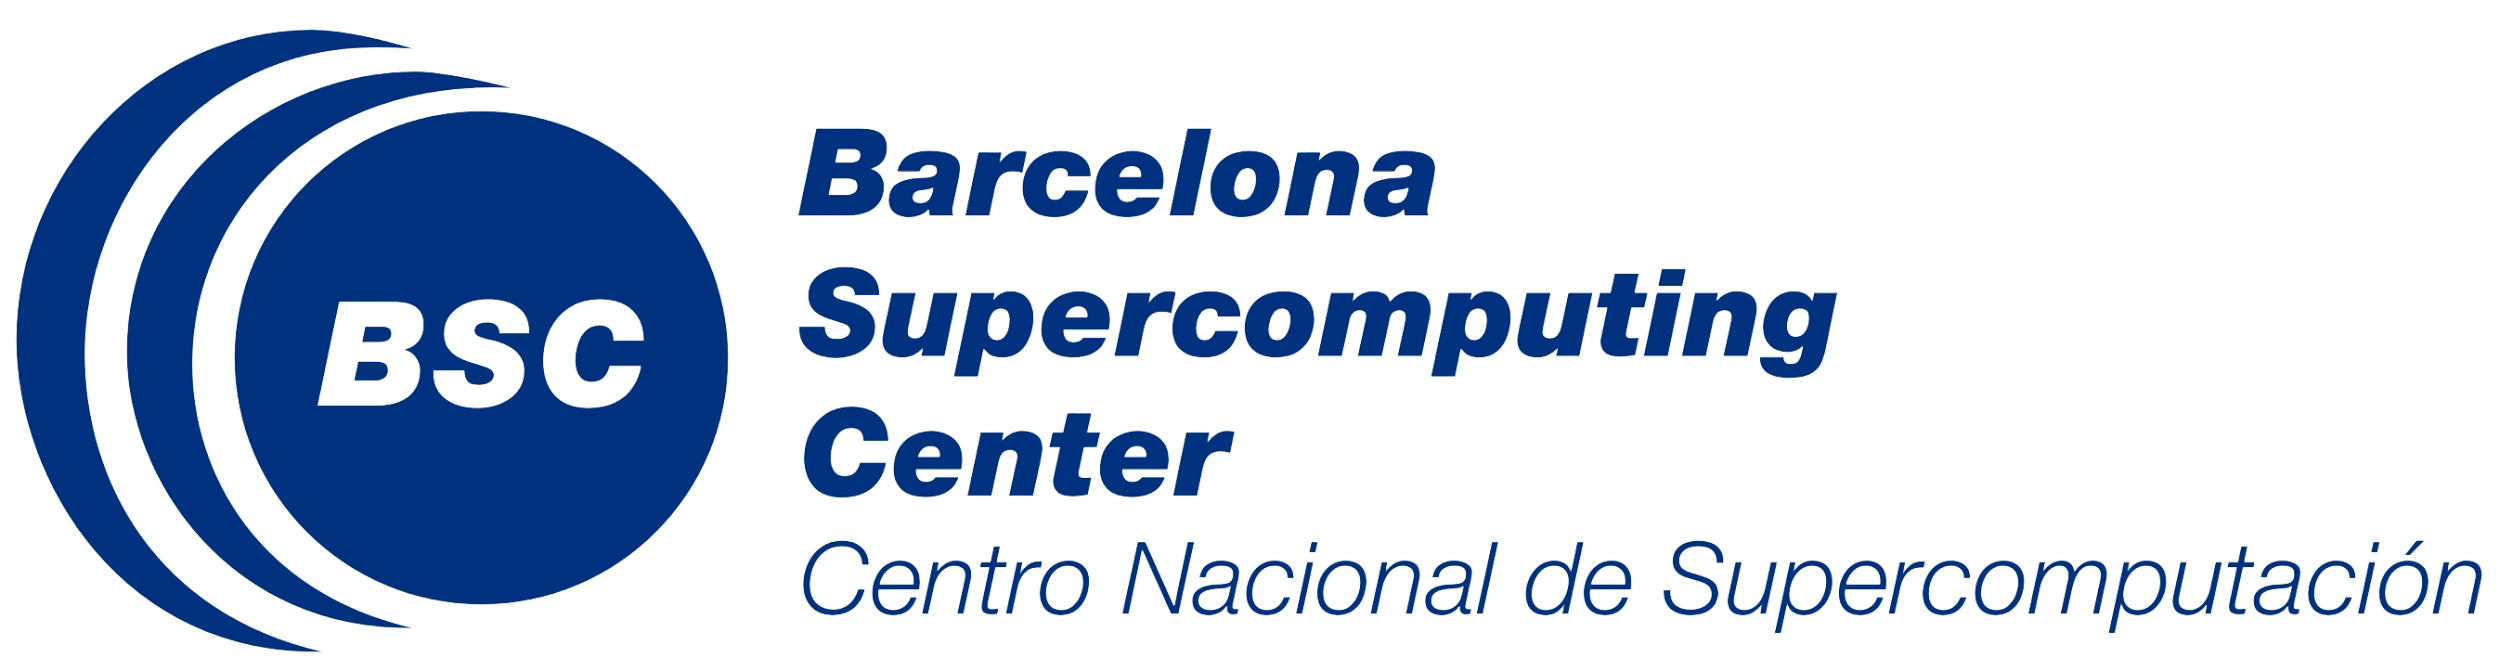 BSC
Barcelona
Supercomputing
Center
Centro Nacional de Supercomputación